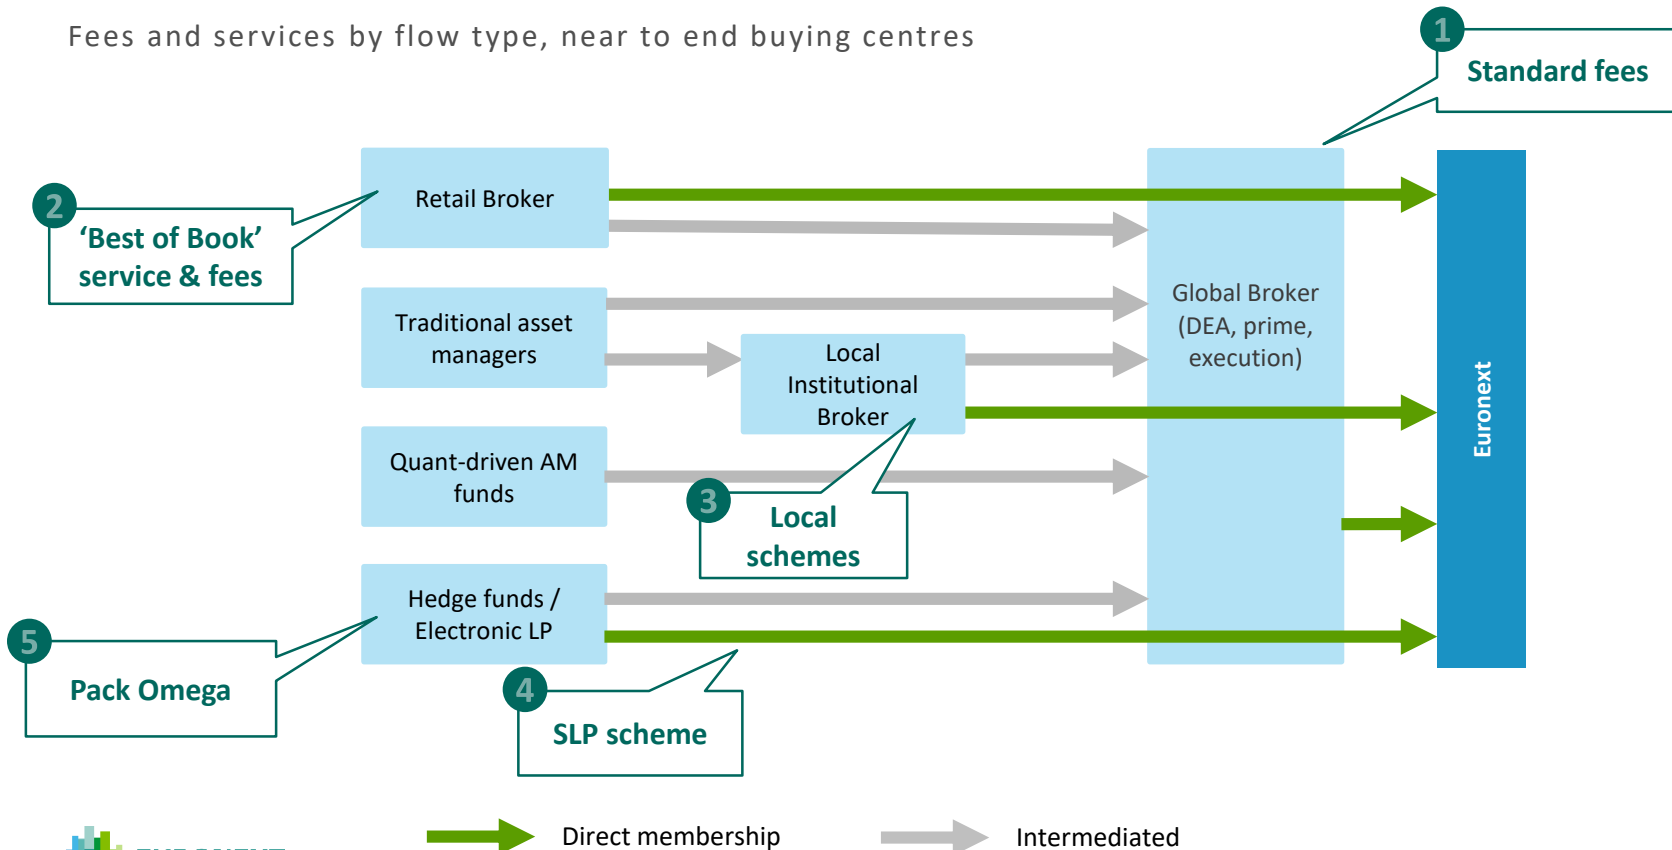 Fees and services by flow type, near to end buying centres
1
Standard fees
2
‘Best of Book’
service & fees
Retail Broker
Traditional asset
managers
Local
Institutional
Broker
Global Broker
(DEA, prime,
execution)
Euronext
Quant-driven AM
funds
3
Local
schemes
Hedge funds /
Electronic LP
5
Pack Omega
4
SLP scheme
Direct membership
Intermediated